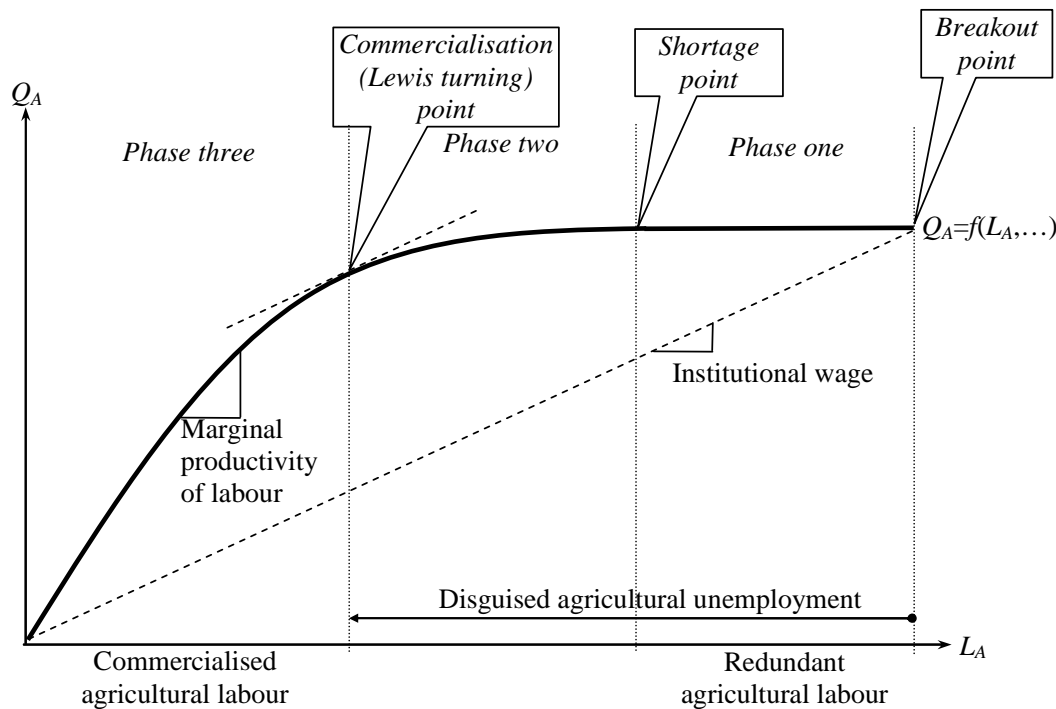 Commercialisation
(Lewis turning)
point
Shortage
point
Breakout
point
Q_A
Phase three
Phase two
Phase one
Q_A=f(L_A,…)
Institutional wage
Marginal
productivity
of labour
Disguised agricultural unemployment
L_A
Commercialised
agricultural labour
Redundant
agricultural labour